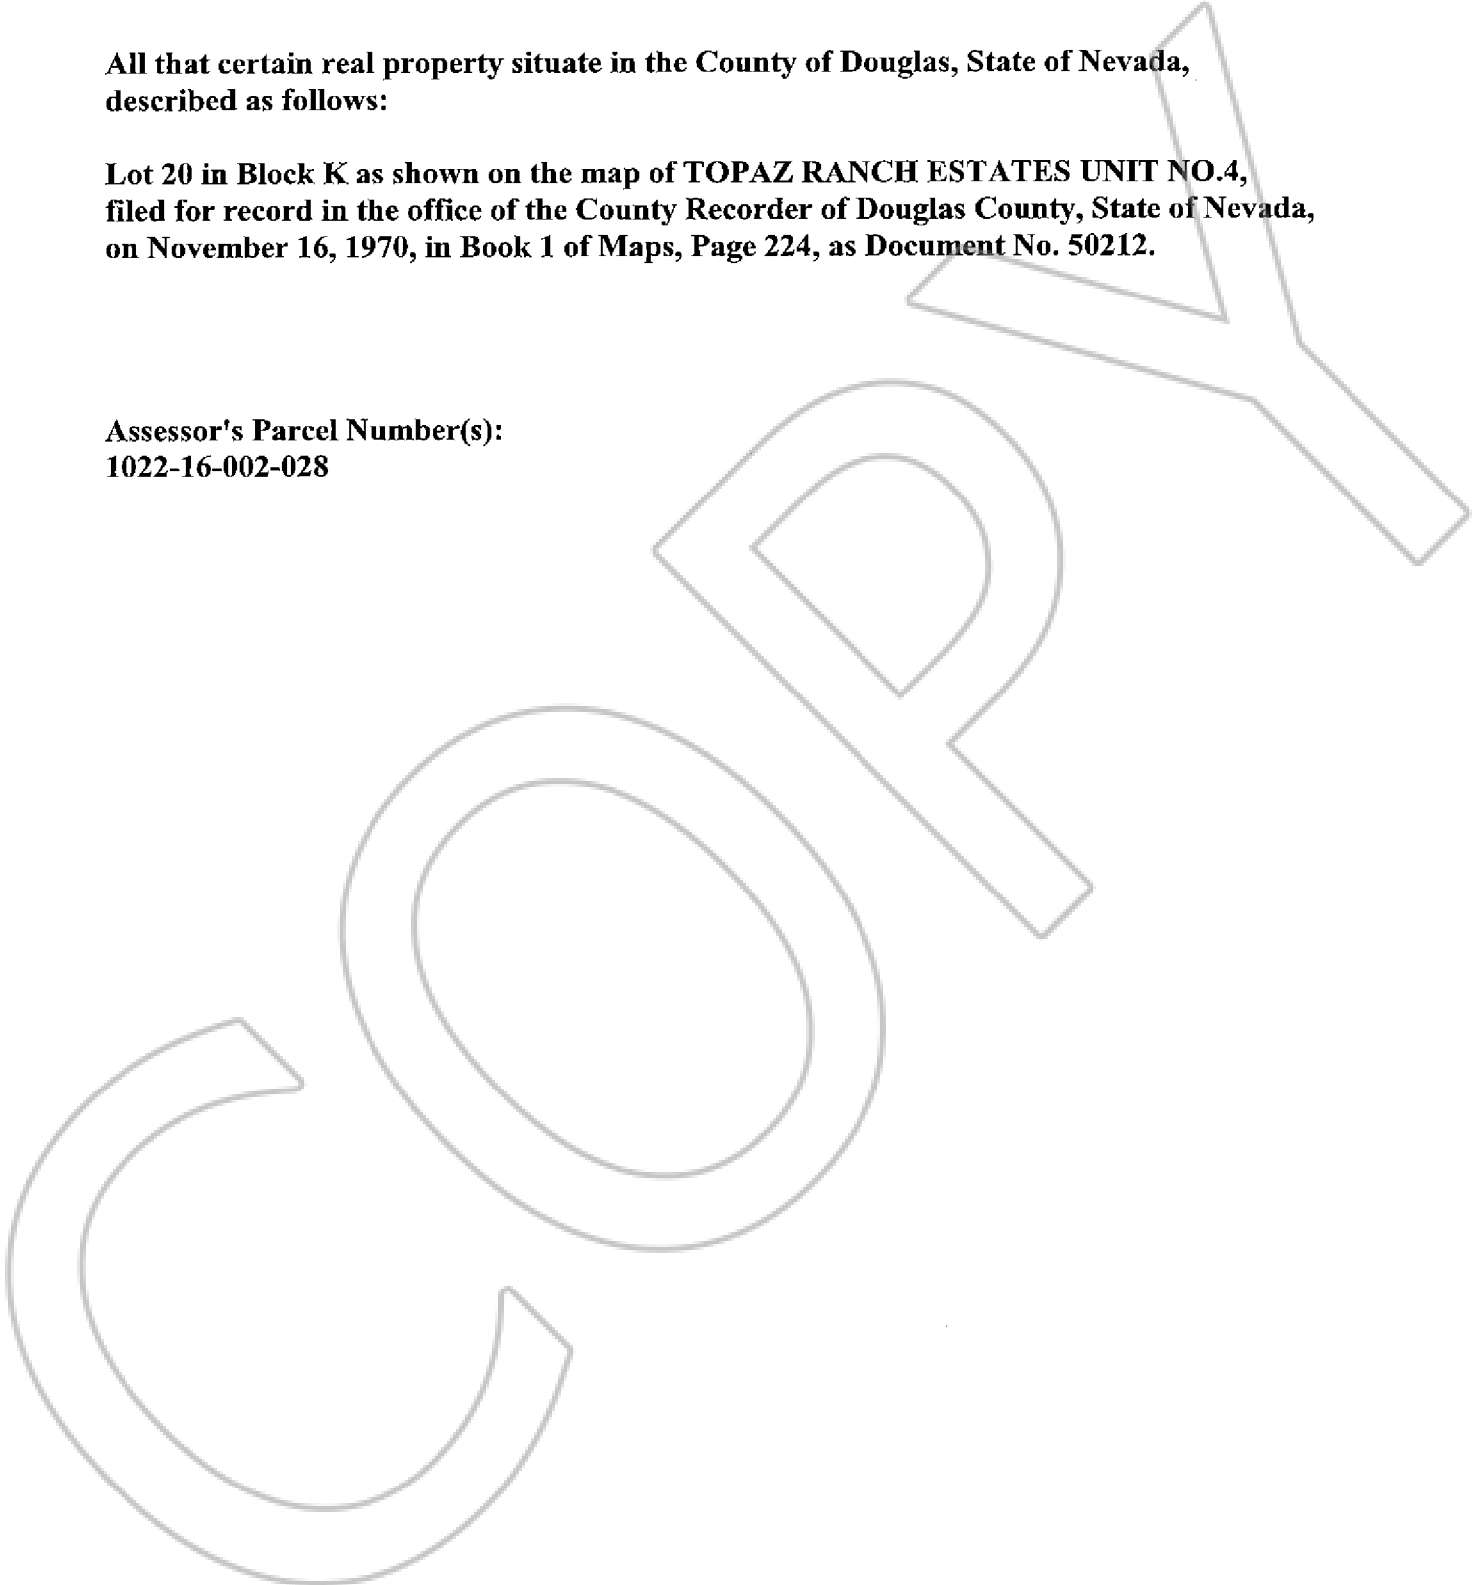 All that certain real property situate in the County of Douglas, State of Nevada,
described as follows:
Lot 20 in Block K as shown on the map of TOPAZ RANCH ESTATES UNIT NO.4,
filed for record in the office of the County Recorder of Douglas County, State of Nevada,
on November 16, 1970, in Book 1 of Maps, Page 224, as Document No. 50212.
Assessor's Parcel Number(s):
1022-16-002-028
COPY